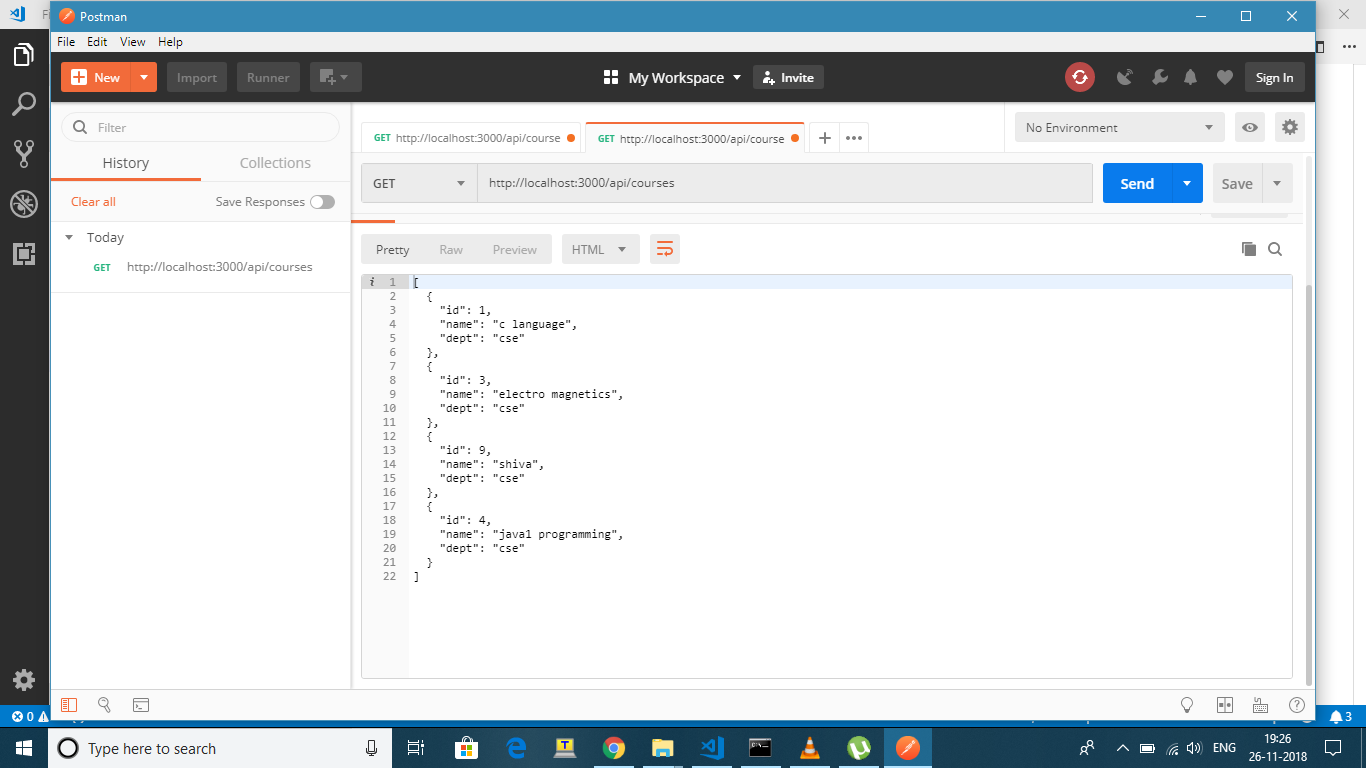 Postman
File Edit View Help
New Import Runner My Workspace Invite Sign In
Filter
History Collections
Clear all Save Responses
Today
GET http://localhost:3000/api/courses
GET http://localhost:3000/api/course GET http://localhost:3000/api/course + ••• No Environment
GET http://localhost:3000/api/courses Send Save
Pretty Raw Preview HTML
i 1 [
2 {
3 "id": 1,
4 "name": "c language",
5 "dept": "cse"
6 },
7 {
8 "id": 3,
9 "name": "electro magnetics",
10 "dept": "cse"
11 },
12 {
13 "id": 9,
14 "name": "shiva",
15 "dept": "cse"
16 },
17 {
18 "id": 4,
19 "name": "java1 programming",
20 "dept": "cse"
21 }
22 ]
0 3
Type here to search ENG 19:26
26-11-2018